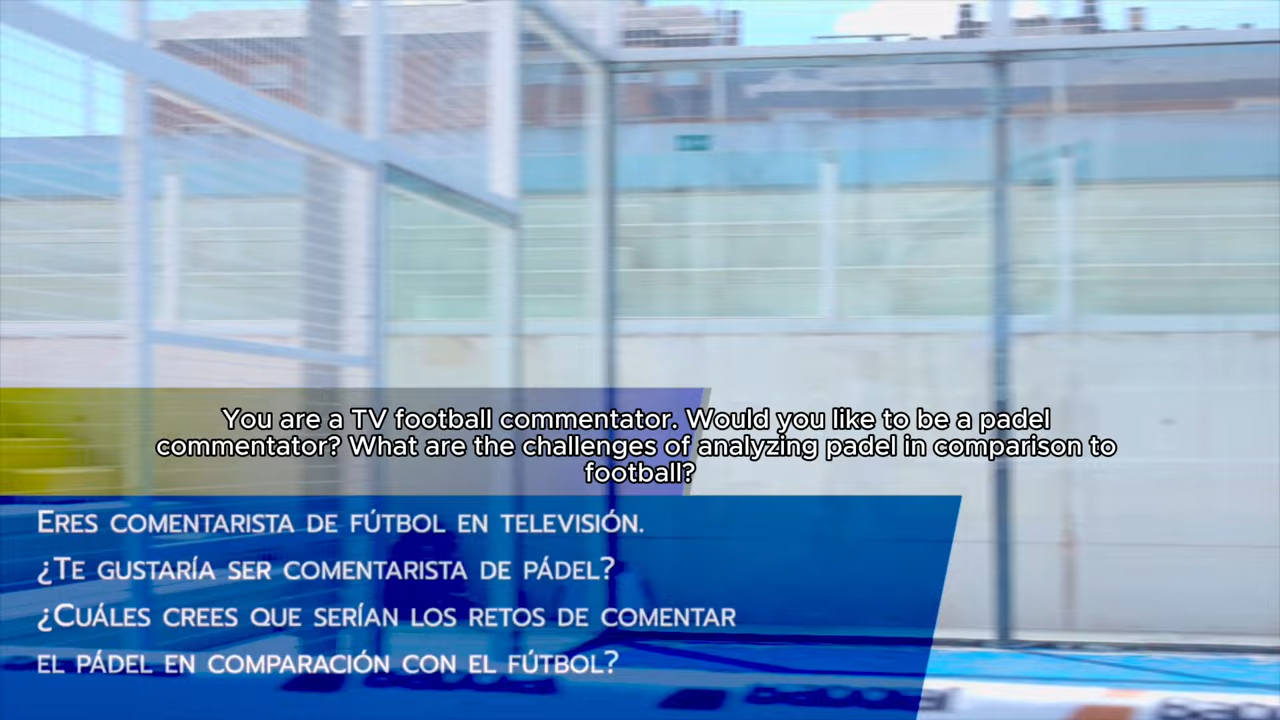 You are a TV football commentator. Would you like to be a padel
commentator? What are the challenges of analyzing padel in comparison to
football?
Eres comentarista de fútbol en televisión.
¿Te gustaría ser comentarista de pádel?
¿Cuáles crees que serían los retos de comentar
el pádel en comparación con el fútbol?